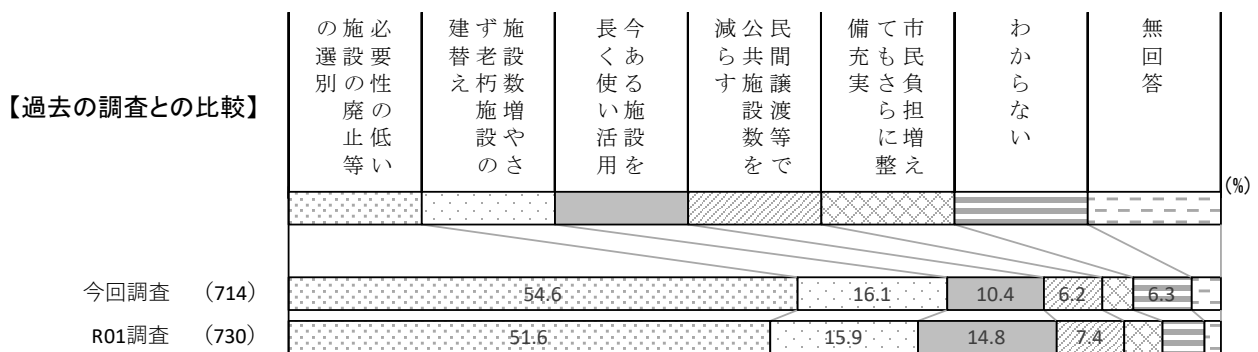 【過去の調査との比較】
必要性の低い
施設の廃止等
の選別
施設数増やさ
ず老朽施設の
建替え
今ある施設を
長く使い活用
民間譲渡等で
公共施設数を
減らす
市民負担増え
てもさらに整
備充実
わからない
無回答
(%)
今回調査 (714) 54.6 16.1 10.4 6.2 6.3
R01調査 (730) 51.6 15.9 14.8 7.4